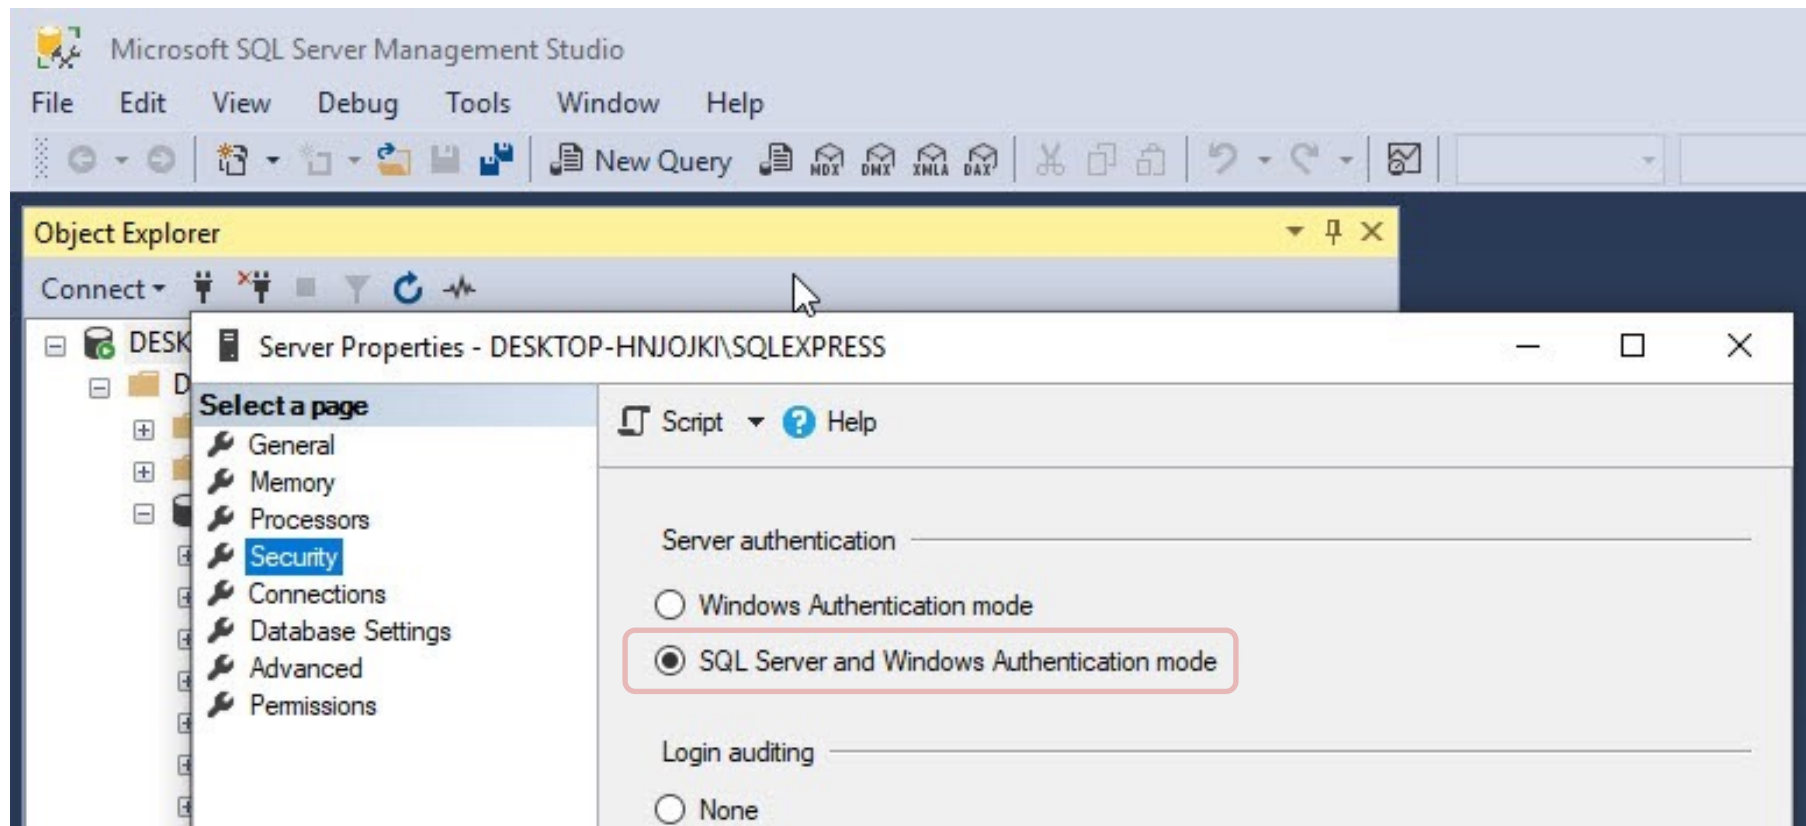 Microsoft SQL Server Management Studio
File Edit View Debug Tools Window Help
New Query MDX DMX XMLA DAX
Object Explorer
Connect
DESK
Server Properties - DESKTOP-HNJOJKI\SQLEXPRESS
D
Select a page
Script Help
General
Memory
Processors
Security
Connections
Database Settings
Advanced
Permissions
Server authentication
Windows Authentication mode
SQL Server and Windows Authentication mode
Login auditing
None